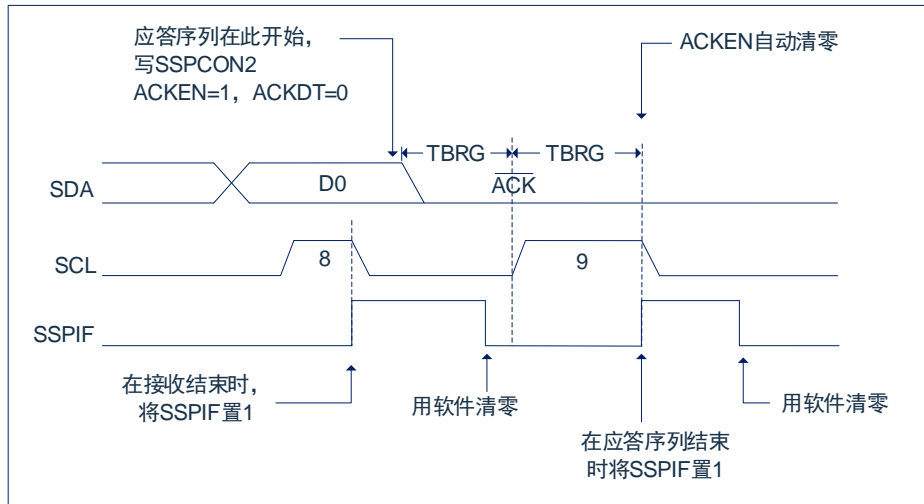 应答序列在此开始,
写SSPCON2
ACKEN=1, ACKDT=0
ACKEN自动清零
TBRG
TBRG
SDA
D0
ACK
SCL
8
9
SSPIF
在接收结束时,
将SSPIF置1
用软件清零
在应答序列结束
时将SSPIF置1
用软件清零